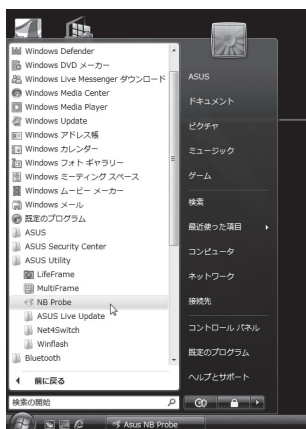 Windows Defender
Windows DVD メーカー
Windows Live Messenger ダウンロード
Windows Media Center
Windows Media Player
Windows Update
Windows アドレス帳
Windows カレンダー
Windows フォト ギャラリー
Windows ミーティング スペース
Windows ムービー メーカー
Windows メール
既定のプログラム
ASUS
ASUS Security Center
ASUS Utility
LifeFrame
MultiFrame
NB Probe
ASUS Live Update
Net4Switch
Winflash
Bluetooth
前に戻る
検索の開始
ASUS
ドキュメント
ピクチャ
ミュージック
ゲーム
検索
最近使った項目
コンピュータ
ネットワーク
接続先
コントロール パネル
既定のプログラム
ヘルプとサポート
Asus NB Probe